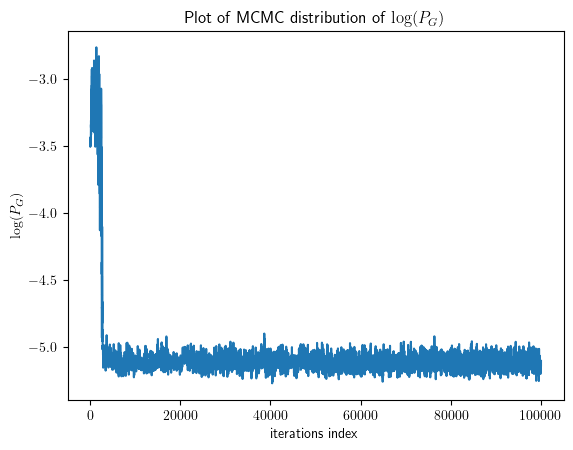 Plot of MCMC distribution of log(P_G)
−3.0
−3.5
−4.0
−4.5
−5.0
log(P_G)
0 20000 40000 60000 80000 100000
iterations index